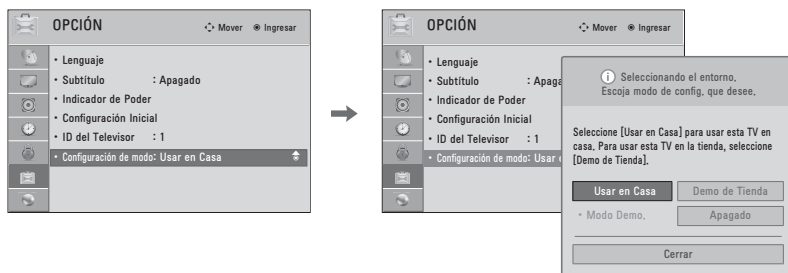 OPCIÓN Mover Ingresar
• Lenguaje
• Subtítulo : Apagado
• Indicador de Poder
• Configuración Inicial
• ID del Televisor : 1
• Configuración de modo: Usar en Casa
OPCIÓN Mover Ingresar
• Lenguaje
• Subtítulo : Apaga
• Indicador de Poder
• Configuración Inicial
• ID del Televisor : 1
• Configuración de modo: Usar e
i Seleccionando el entorno.
Escoja modo de config. que desee.
Seleccione [Usar en Casa] para usar esta TV en
casa. Para usar esta TV en la tienda, seleccione
[Demo de Tienda].
Usar en Casa Demo de Tienda
• Modo Demo. Apagado
Cerrar